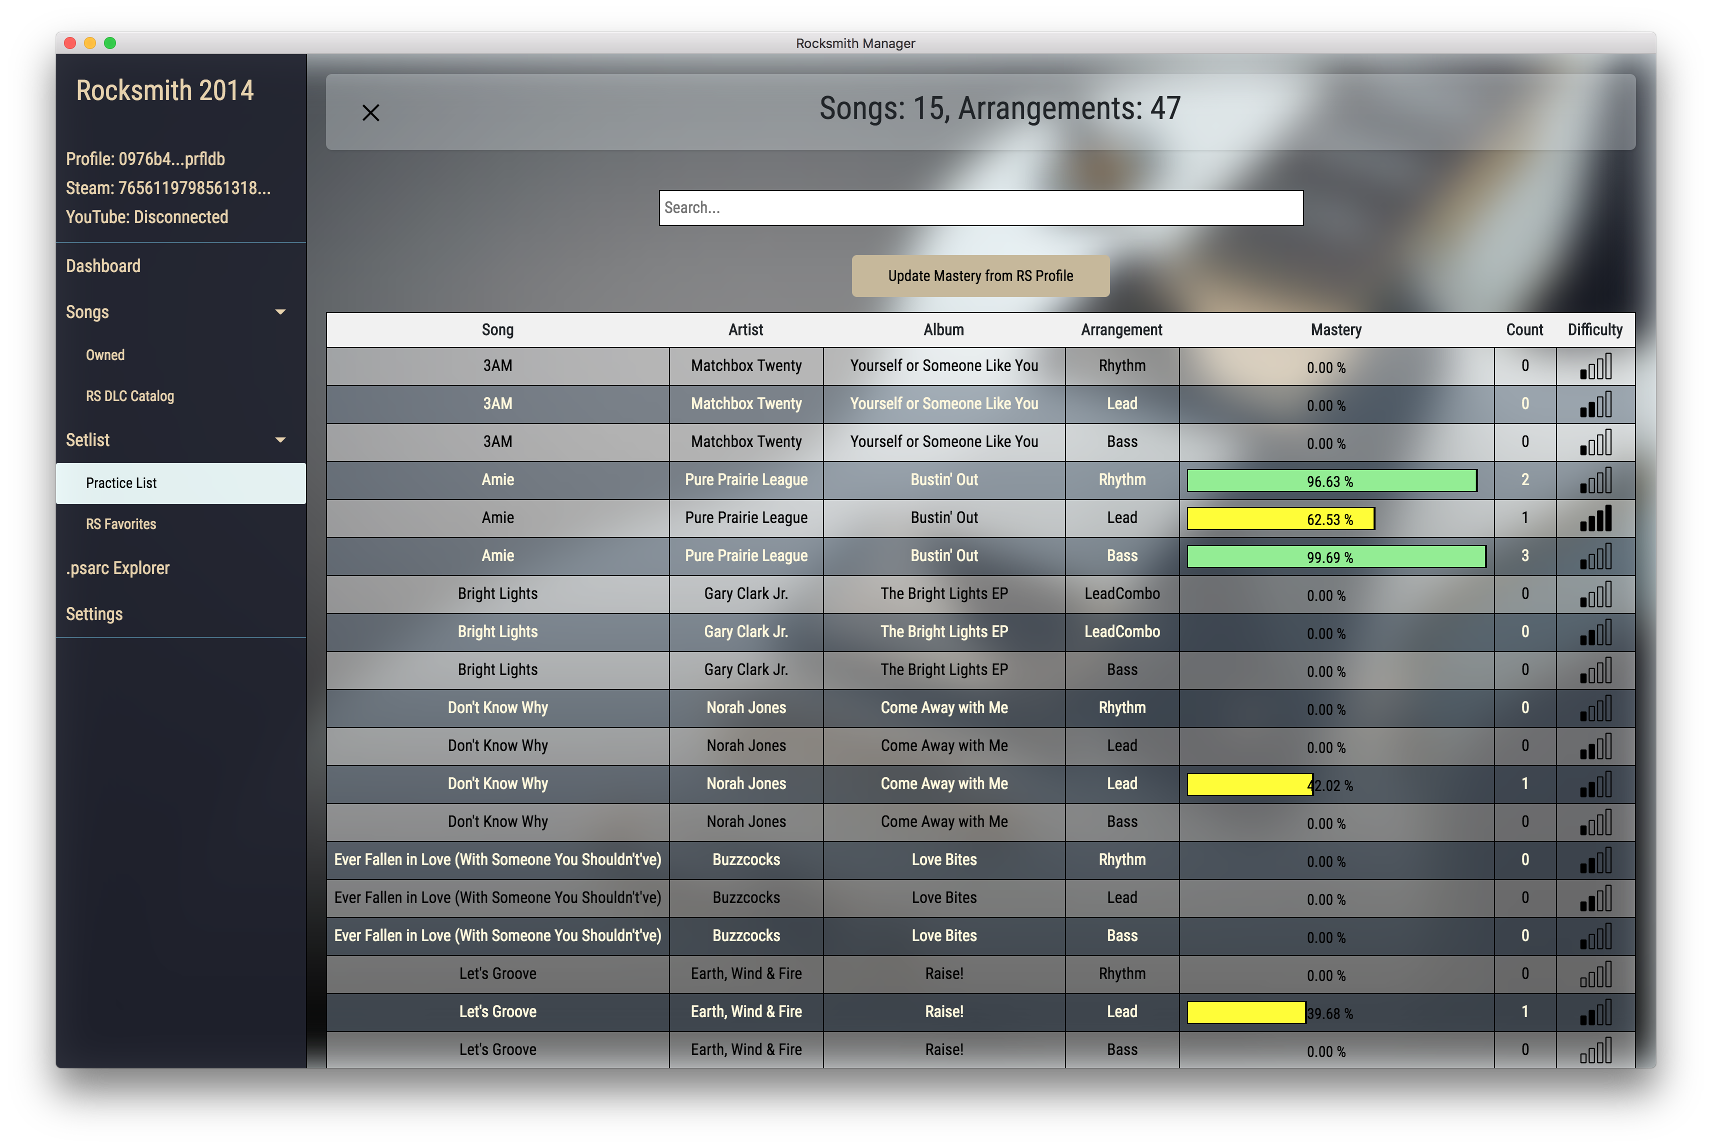 Rocksmith Manager
Rocksmith 2014
Profile: 0976b4...prfldb
Steam: 7656119798561318...
YouTube: Disconnected
Dashboard
Songs
Owned
RS DLC Catalog
Setlist
Practice List
RS Favorites
.psarc Explorer
Settings
Songs: 15, Arrangements: 47
Search...
Update Mastery from RS Profile
Song Artist Album Arrangement Mastery Count Difficulty
3AM Matchbox Twenty Yourself or Someone Like You Rhythm 0.00 % 0
3AM Matchbox Twenty Yourself or Someone Like You Lead 0.00 % 0
3AM Matchbox Twenty Yourself or Someone Like You Bass 0.00 % 0
Amie Pure Prairie League Bustin' Out Rhythm 96.63 % 2
Amie Pure Prairie League Bustin' Out Lead 62.53 % 1
Amie Pure Prairie League Bustin' Out Bass 99.69 % 3
Bright Lights Gary Clark Jr. The Bright Lights EP LeadCombo 0.00 % 0
Bright Lights Gary Clark Jr. The Bright Lights EP LeadCombo 0.00 % 0
Bright Lights Gary Clark Jr. The Bright Lights EP Bass 0.00 % 0
Don't Know Why Norah Jones Come Away with Me Rhythm 0.00 % 0
Don't Know Why Norah Jones Come Away with Me Lead 0.00 % 0
Don't Know Why Norah Jones Come Away with Me Lead 42.02 % 1
Don't Know Why Norah Jones Come Away with Me Bass 0.00 % 0
Ever Fallen in Love (With Someone You Shouldn't've) Buzzcocks Love Bites Rhythm 0.00 % 0
Ever Fallen in Love (With Someone You Shouldn't've) Buzzcocks Love Bites Lead 0.00 % 0
Ever Fallen in Love (With Someone You Shouldn't've) Buzzcocks Love Bites Bass 0.00 % 0
Let's Groove Earth, Wind & Fire Raise! Rhythm 0.00 % 0
Let's Groove Earth, Wind & Fire Raise! Lead 39.68 % 1
Let's Groove Earth, Wind & Fire Raise! Bass 0.00 % 0